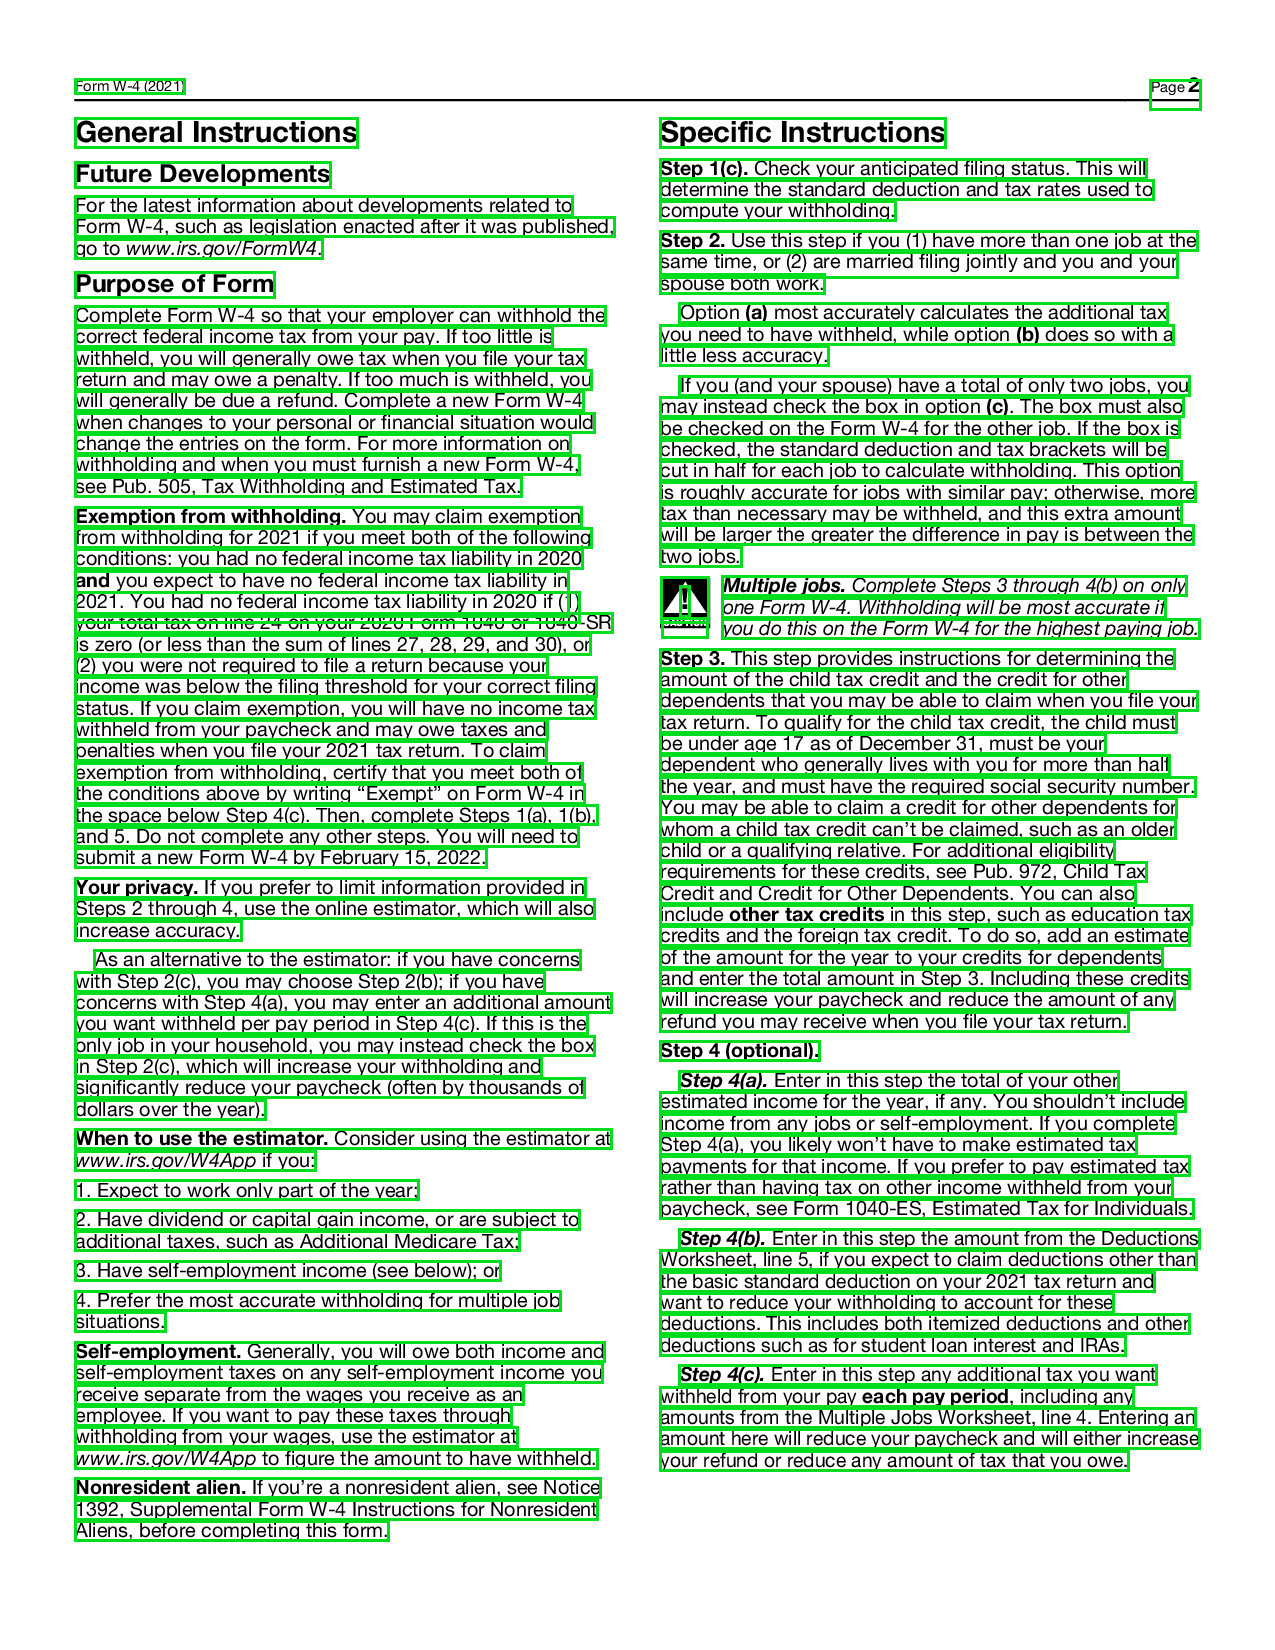 Form W-4 (2021)
Page 2
General Instructions
Future Developments
For the latest information about developments related to
Form W-4, such as legislation enacted after it was published,
go to www.irs.gov/FormW4.
Purpose of Form
Complete Form W-4 so that your employer can withhold the
correct federal income tax from your pay. If too little is
withheld, you will generally owe tax when you file your tax
return and may owe a penalty. If too much is withheld, you
will generally be due a refund. Complete a new Form W-4
when changes to your personal or financial situation would
change the entries on the form. For more information on
withholding and when you must furnish a new Form W-4,
see Pub. 505, Tax Withholding and Estimated Tax.
Exemption from withholding. You may claim exemption
from withholding for 2021 if you meet both of the following
conditions: you had no federal income tax liability in 2020
and you expect to have no federal income tax liability in
2021. You had no federal income tax liability in 2020 if (1)
your total tax on line 24 on your 2020 Form 1040 or 1040-SR
is zero (or less than the sum of lines 27, 28, 29, and 30), or
(2) you were not required to file a return because your
income was below the filing threshold for your correct filing
status. If you claim exemption, you will have no income tax
withheld from your paycheck and may owe taxes and
penalties when you file your 2021 tax return. To claim
exemption from withholding, certify that you meet both of
the conditions above by writing “Exempt” on Form W-4 in
the space below Step 4(c). Then, complete Steps 1(a), 1(b),
and 5. Do not complete any other steps. You will need to
submit a new Form W-4 by February 15, 2022.
Your privacy. If you prefer to limit information provided in
Steps 2 through 4, use the online estimator, which will also
increase accuracy.
As an alternative to the estimator: if you have concerns
with Step 2(c), you may choose Step 2(b); if you have
concerns with Step 4(a), you may enter an additional amount
you want withheld per pay period in Step 4(c). If this is the
only job in your household, you may instead check the box
in Step 2(c), which will increase your withholding and
significantly reduce your paycheck (often by thousands of
dollars over the year).
When to use the estimator. Consider using the estimator at
www.irs.gov/W4App if you:
1. Expect to work only part of the year;
2. Have dividend or capital gain income, or are subject to
additional taxes, such as Additional Medicare Tax;
3. Have self-employment income (see below); or
4. Prefer the most accurate withholding for multiple job
situations.
Self-employment. Generally, you will owe both income and
self-employment taxes on any self-employment income you
receive separate from the wages you receive as an
employee. If you want to pay these taxes through
withholding from your wages, use the estimator at
www.irs.gov/W4App to figure the amount to have withheld.
Nonresident alien. If you’re a nonresident alien, see Notice
1392, Supplemental Form W-4 Instructions for Nonresident
Aliens, before completing this form.
Specific Instructions
Step 1(c). Check your anticipated filing status. This will
determine the standard deduction and tax rates used to
compute your withholding.
Step 2. Use this step if you (1) have more than one job at the
same time, or (2) are married filing jointly and you and your
spouse both work.
Option (a) most accurately calculates the additional tax
you need to have withheld, while option (b) does so with a
little less accuracy.
If you (and your spouse) have a total of only two jobs, you
may instead check the box in option (c). The box must also
be checked on the Form W-4 for the other job. If the box is
checked, the standard deduction and tax brackets will be
cut in half for each job to calculate withholding. This option
is roughly accurate for jobs with similar pay; otherwise, more
tax than necessary may be withheld, and this extra amount
will be larger the greater the difference in pay is between the
two jobs.
Multiple jobs. Complete Steps 3 through 4(b) on only
one Form W-4. Withholding will be most accurate if
you do this on the Form W-4 for the highest paying job.
Step 3. This step provides instructions for determining the
amount of the child tax credit and the credit for other
dependents that you may be able to claim when you file your
tax return. To qualify for the child tax credit, the child must
be under age 17 as of December 31, must be your
dependent who generally lives with you for more than half
the year, and must have the required social security number.
You may be able to claim a credit for other dependents for
whom a child tax credit can’t be claimed, such as an older
child or a qualifying relative. For additional eligibility
requirements for these credits, see Pub. 972, Child Tax
Credit and Credit for Other Dependents. You can also
include other tax credits in this step, such as education tax
credits and the foreign tax credit. To do so, add an estimate
of the amount for the year to your credits for dependents
and enter the total amount in Step 3. Including these credits
will increase your paycheck and reduce the amount of any
refund you may receive when you file your tax return.
Step 4 (optional).
Step 4(a). Enter in this step the total of your other
estimated income for the year, if any. You shouldn’t include
income from any jobs or self-employment. If you complete
Step 4(a), you likely won’t have to make estimated tax
payments for that income. If you prefer to pay estimated tax
rather than having tax on other income withheld from your
paycheck, see Form 1040-ES, Estimated Tax for Individuals.
Step 4(b). Enter in this step the amount from the Deductions
Worksheet, line 5, if you expect to claim deductions other than
the basic standard deduction on your 2021 tax return and
want to reduce your withholding to account for these
deductions. This includes both itemized deductions and other
deductions such as for student loan interest and IRAs.
Step 4(c). Enter in this step any additional tax you want
withheld from your pay each pay period, including any
amounts from the Multiple Jobs Worksheet, line 4. Entering an
amount here will reduce your paycheck and will either increase
your refund or reduce any amount of tax that you owe.